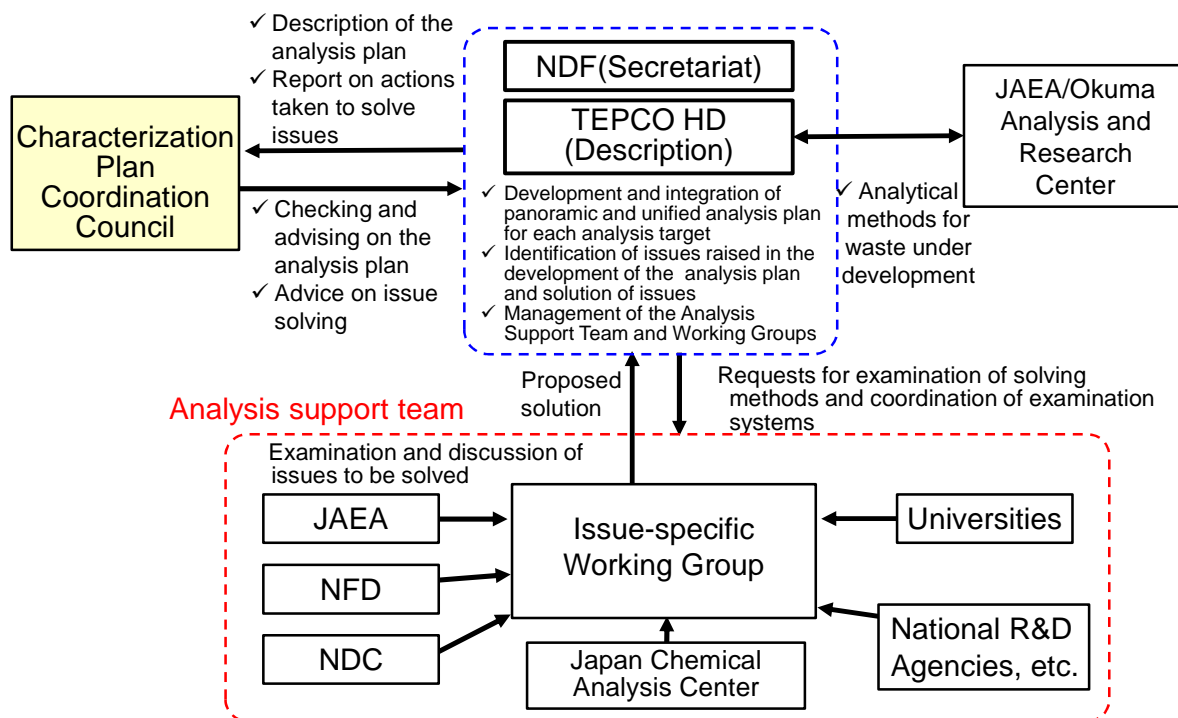 ✓ Description of the
analysis plan
✓ Report on actions
taken to solve
issues
Characterization
Plan
Coordination
Council
✓ Checking and
advising on the
analysis plan
✓ Advice on issue
solving
NDF(Secretariat)
TEPCO HD
(Description)
✓ Development and integration of
panoramic and unified analysis plan
for each analysis target
✓ Identification of issues raised in the
development of the analysis plan
and solution of issues
✓ Management of the Analysis
Support Team and Working Groups
JAEA/Okuma
Analysis and
Research
Center
✓ Analytical
methods for
waste under
development
Proposed
solution
Requests for examination of solving
methods and coordination of examination
systems
Analysis support team
Examination and discussion of
issues to be solved
JAEA
NFD
NDC
Issue-specific
Working Group
Japan Chemical
Analysis Center
Universities
National R&D
Agencies, etc.